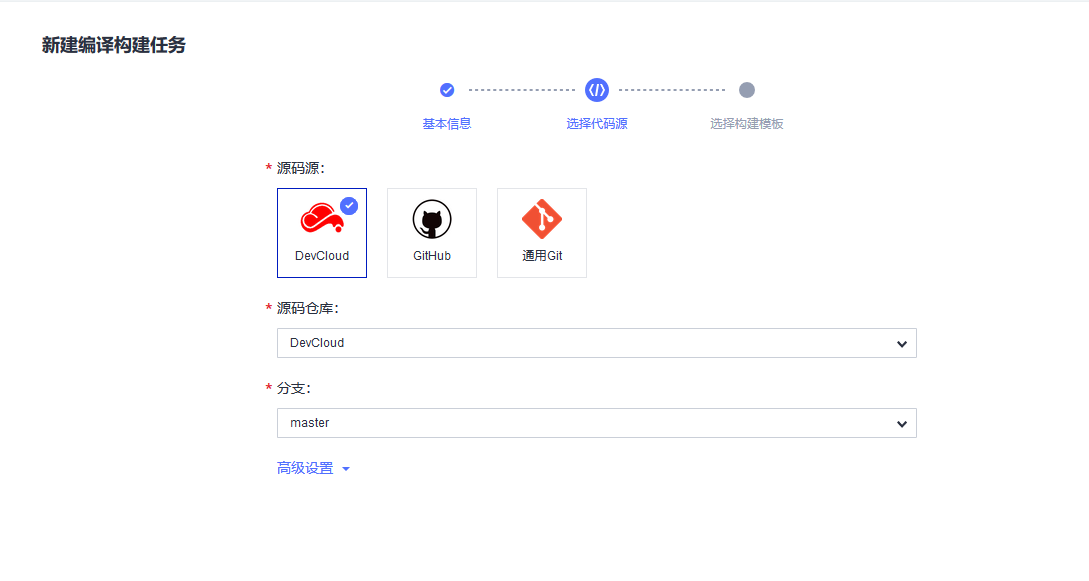 新建编译构建任务
基本信息
选择代码源
选择构建模板
* 源码源：
DevCloud
GitHub
通用Git
* 源码仓库：
DevCloud
* 分支：
master
高级设置